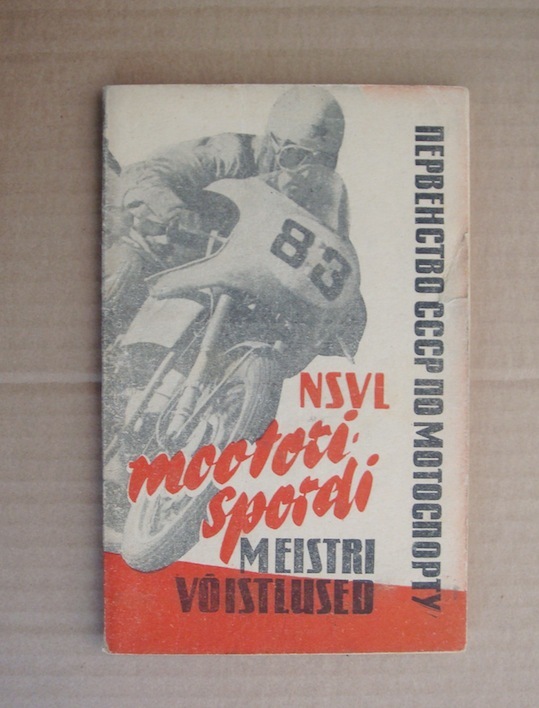 83
NSVL
mootori-
spordi
MEISTRI
VÕISTLUSED
ПЕРВЕНСТВО СССР ПО МОТОСПОРТУ